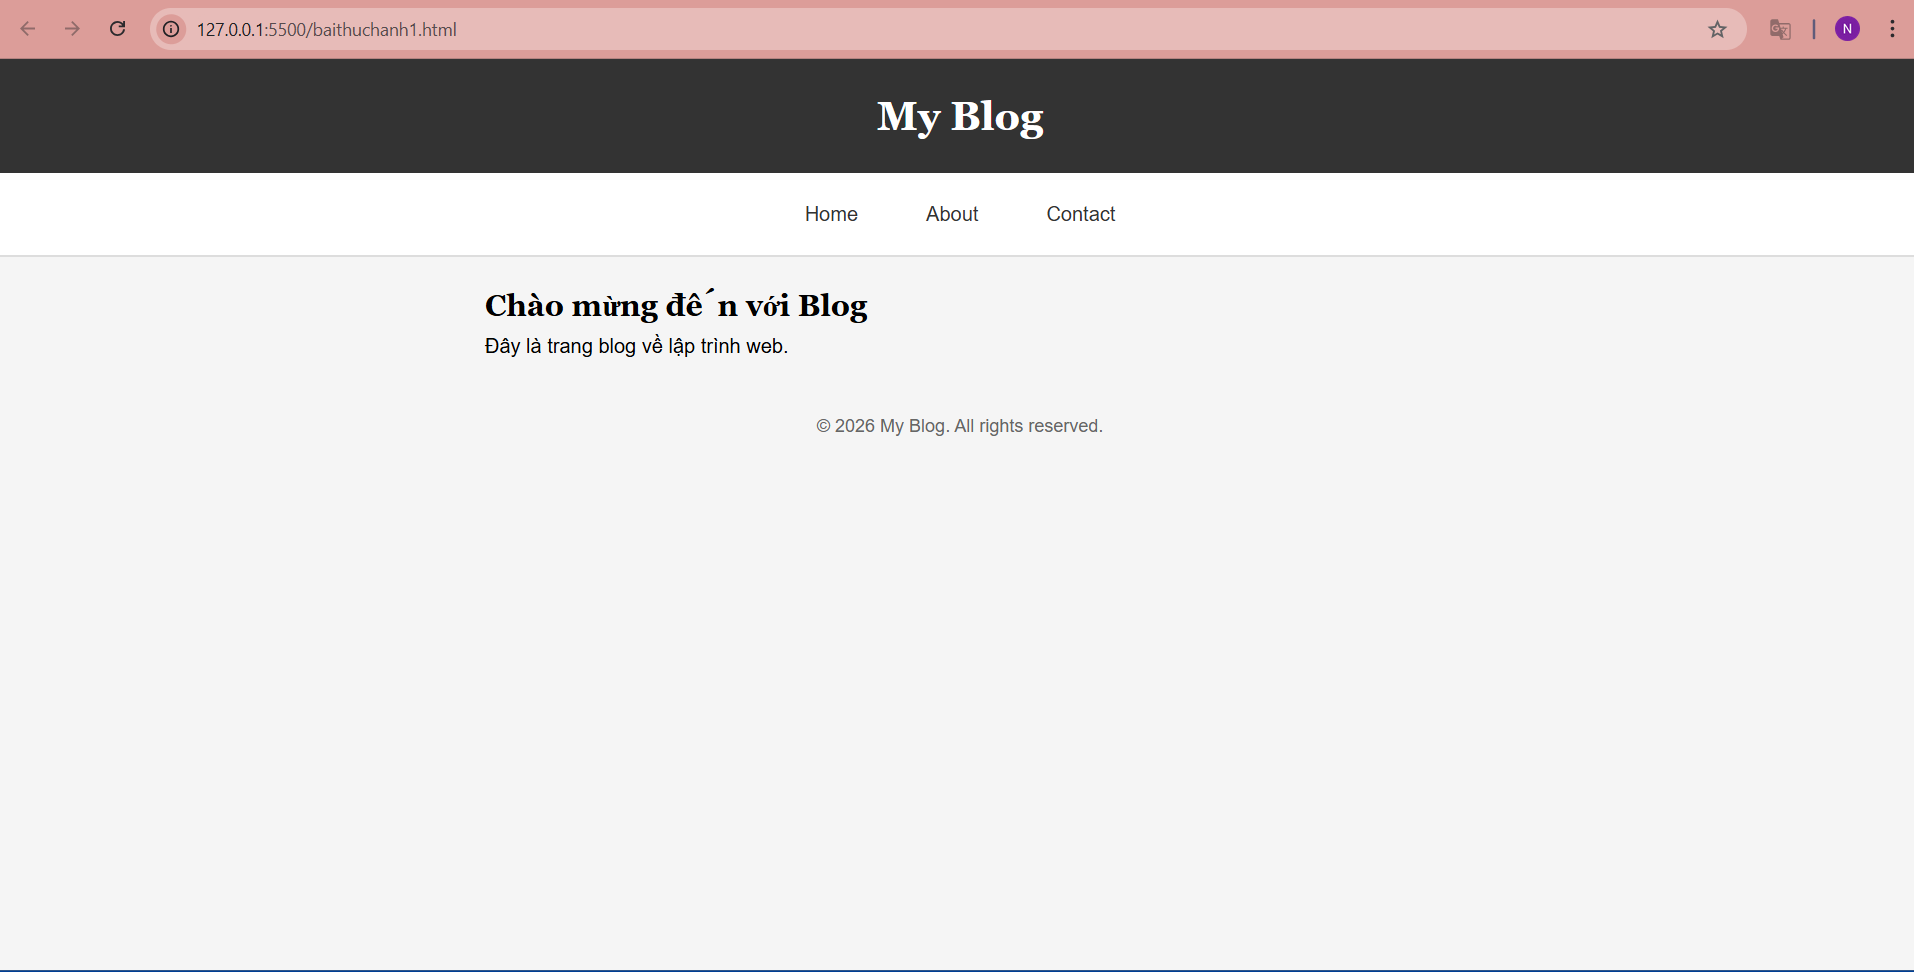 127.0.0.1:5500/baithuchanh1.html
N
My Blog
Home About Contact
Chào mừng đến với Blog
Đây là trang blog về lập trình web.
© 2026 My Blog. All rights reserved.